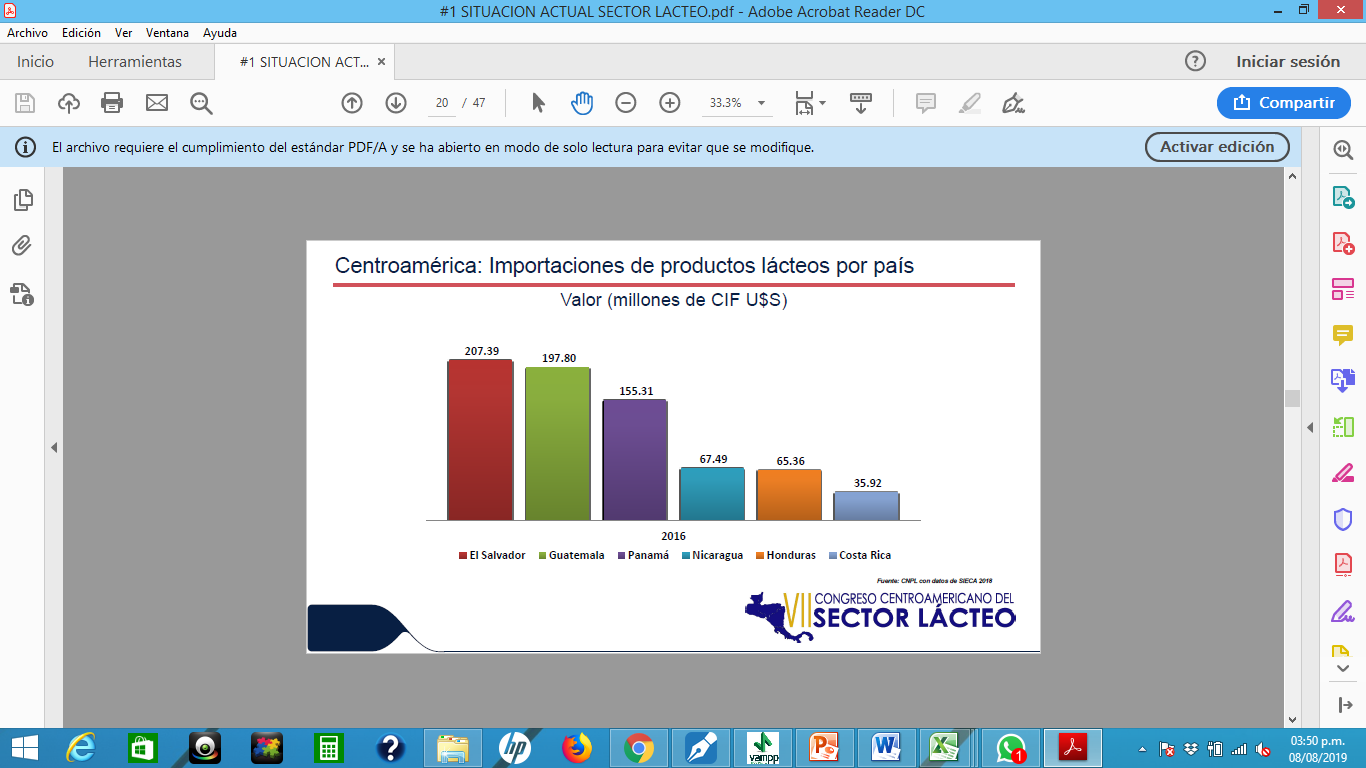 #1 SITUACION ACTUAL SECTOR LACTEO.pdf - Adobe Acrobat Reader DC
Archivo Edición Ver Ventana Ayuda
Inicio Herramientas #1 SITUACION ACT... × Iniciar sesión
20 / 47 33.3% Compartir
El archivo requiere el cumplimiento del estándar PDF/A y se ha abierto en modo de solo lectura para evitar que se modifique. Activar edición
Centroamérica: Importaciones de productos lácteos por país
Valor (millones de CIF U$S)
207.39
197.80
155.31
67.49
65.36
35.92
2016
El Salvador Guatemala Panamá Nicaragua Honduras Costa Rica
Fuente: CNPL con datos de SIECA 2018
VII CONGRESO CENTROAMERICANO DEL
SECTOR LÁCTEO
hp
vampp
1
03:50 p.m.
08/08/2019